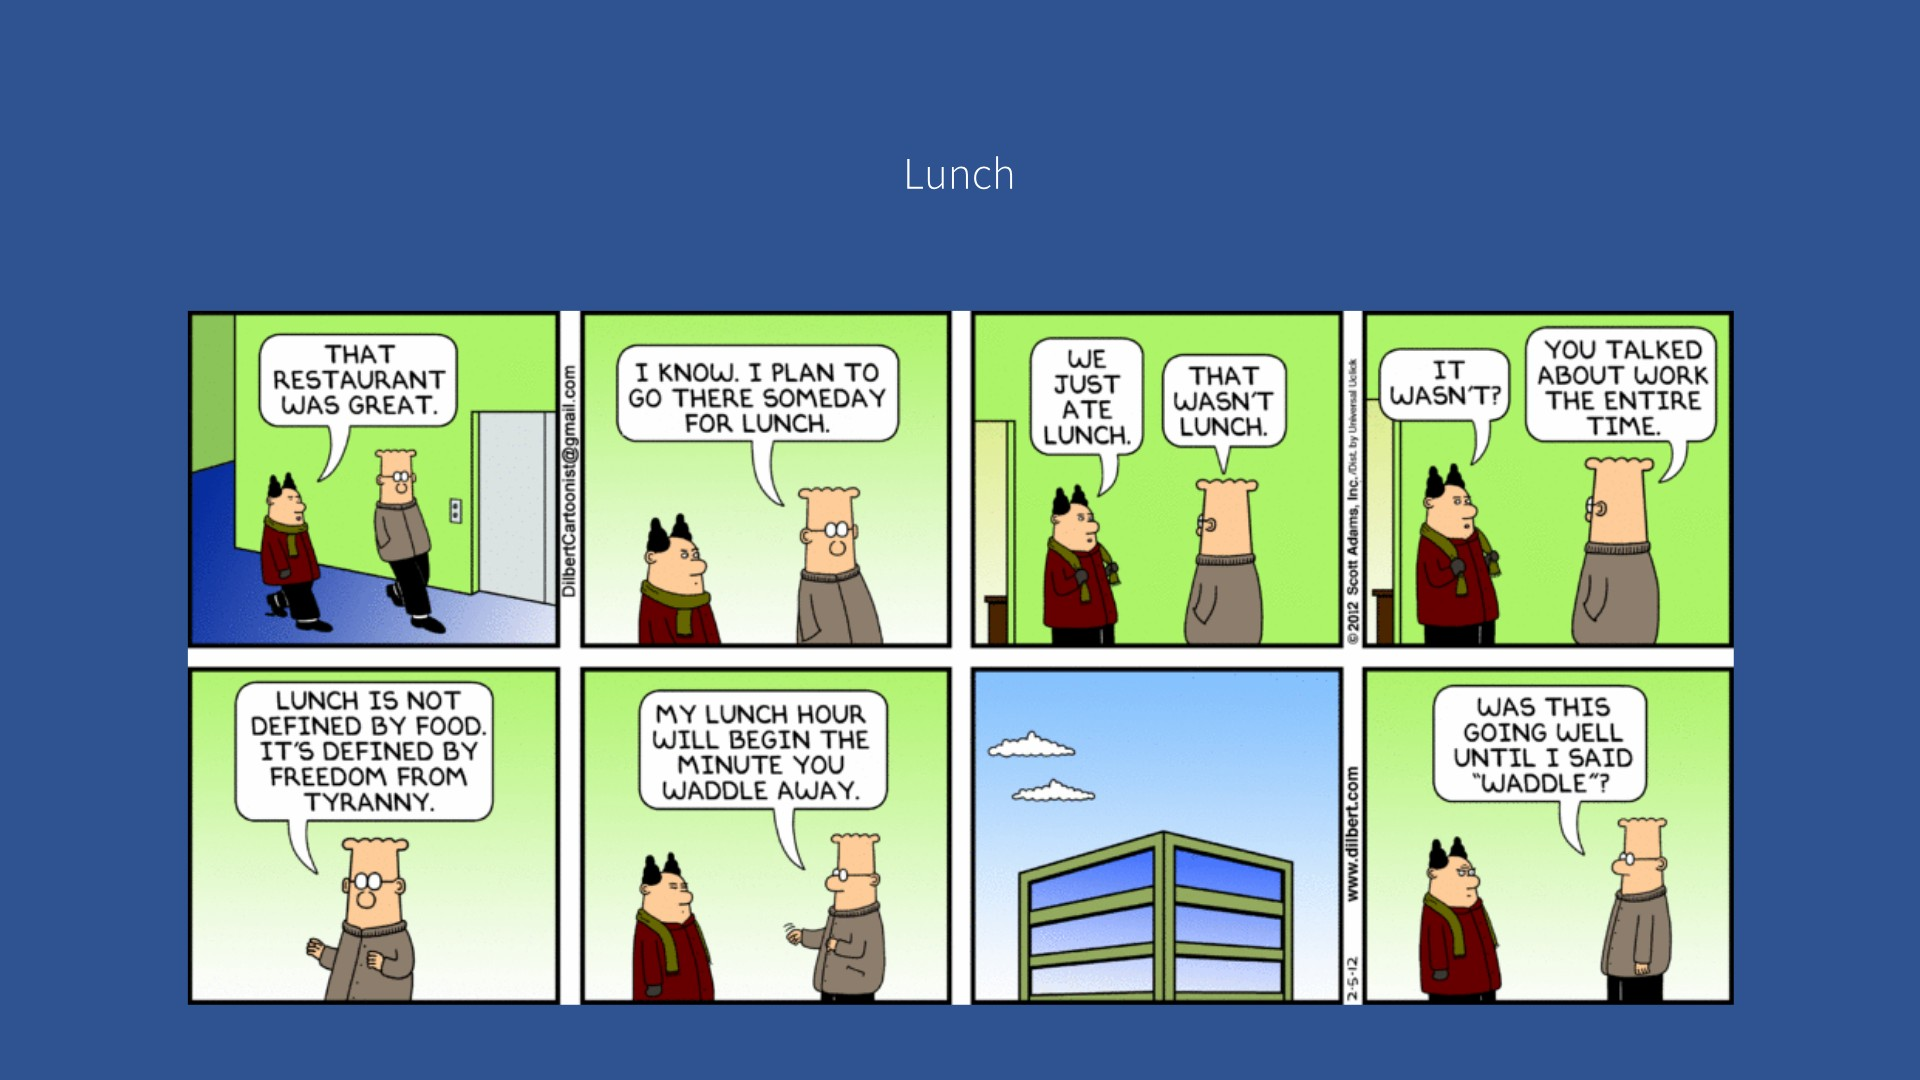 Lunch
THAT
RESTAURANT
WAS GREAT.
DilbertCartoonist@gmail.com
I KNOW. I PLAN TO
GO THERE SOMEDAY
FOR LUNCH.
WE
JUST
ATE
LUNCH.
THAT
WASN'T
LUNCH.
©2012 Scott Adams, Inc. /Dist. by Universal Uclick
IT
WASN'T?
YOU TALKED
ABOUT WORK
THE ENTIRE
TIME.
LUNCH IS NOT
DEFINED BY FOOD.
IT'S DEFINED BY
FREEDOM FROM
TYRANNY.
MY LUNCH HOUR
WILL BEGIN THE
MINUTE YOU
WADDLE AWAY.
2-5-12
www.dilbert.com
WAS THIS
GOING WELL
UNTIL I SAID
"WADDLE"?